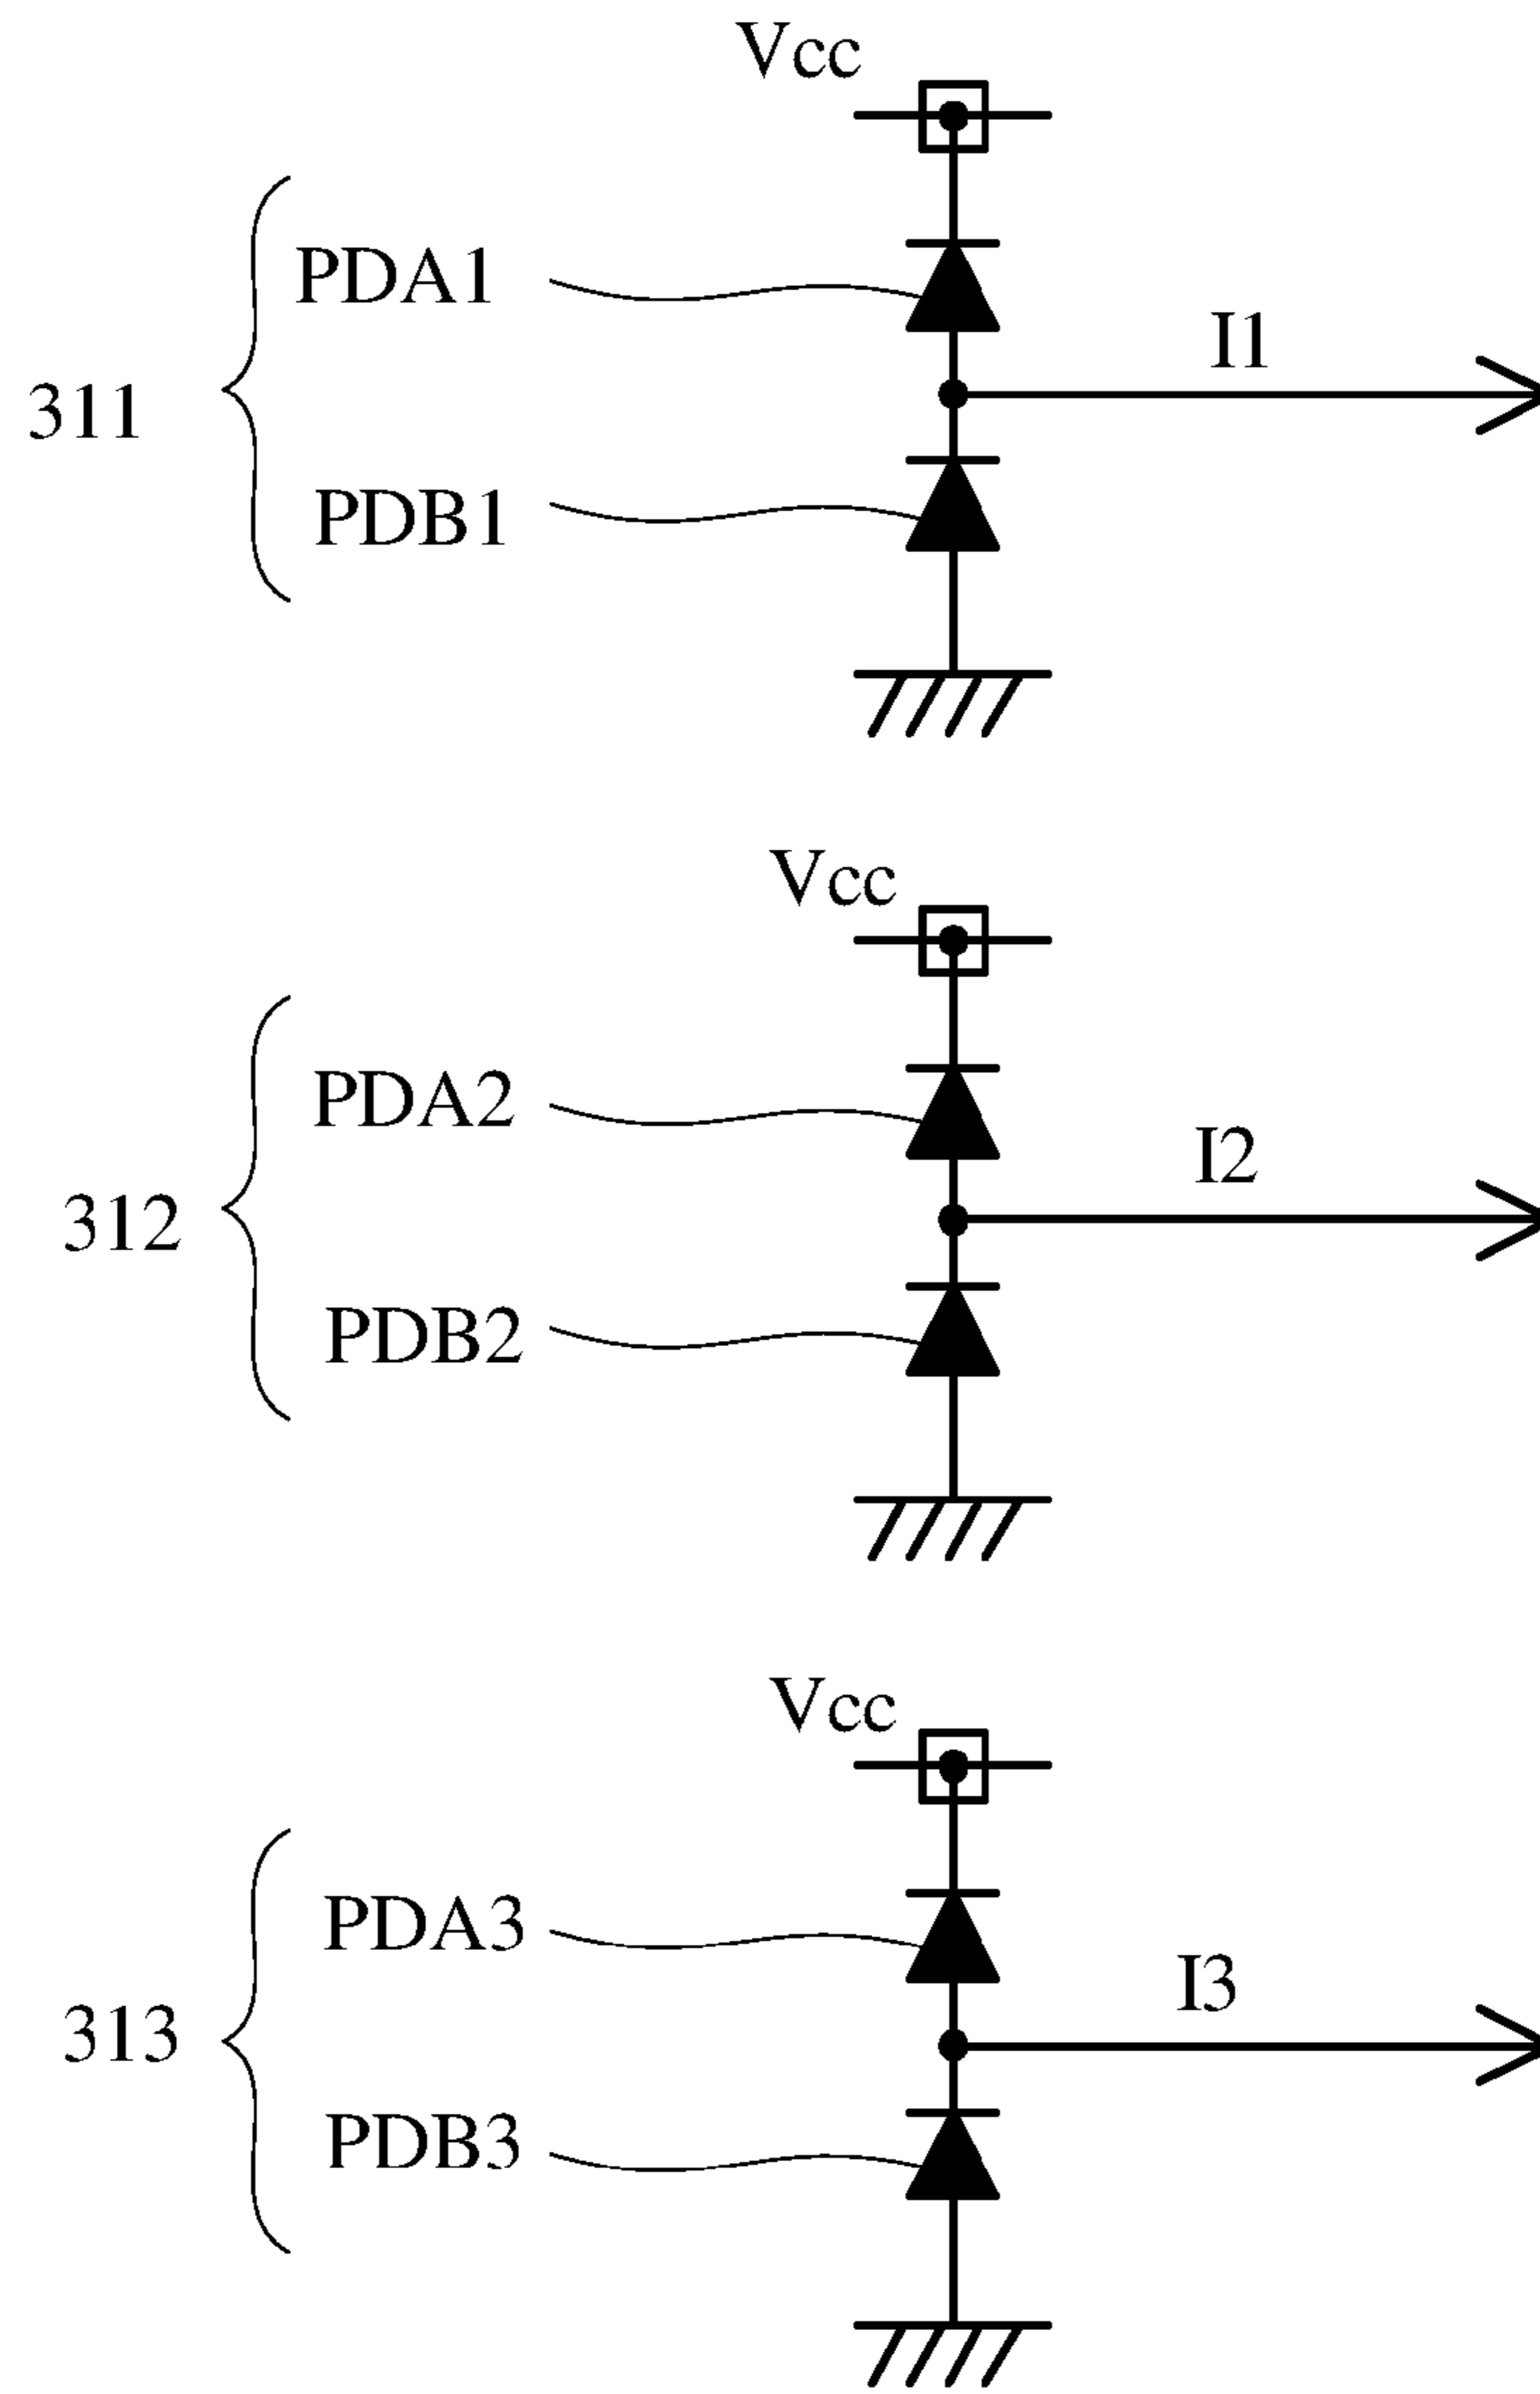 Vcc
PDA1
I1
311
PDB1
Vcc
PDA2
I2
312
PDB2
Vcc
PDA3
I3
313
PDB3